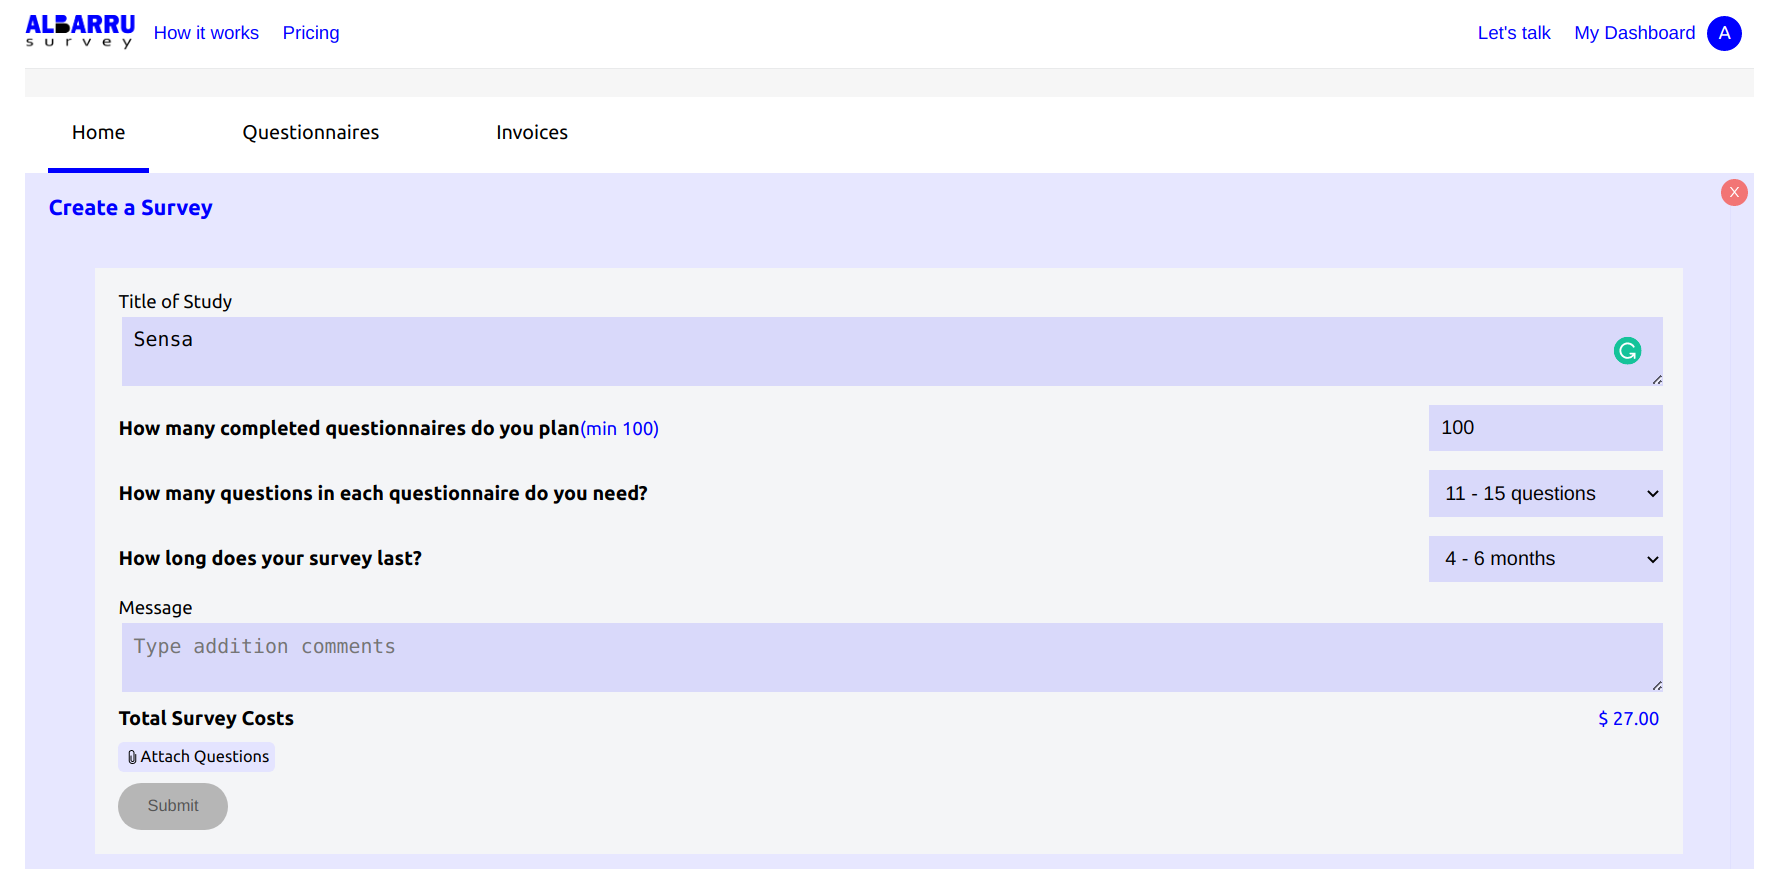 ALBARRU
survey
How it works Pricing
Let's talk My Dashboard A
Home Questionnaires Invoices
Create a Survey
X
Title of Study
Sensa
How many completed questionnaires do you plan(min 100)
100
How many questions in each questionnaire do you need?
11 - 15 questions
How long does your survey last?
4 - 6 months
Message
Type addition comments
Total Survey Costs
$ 27.00
Attach Questions
Submit